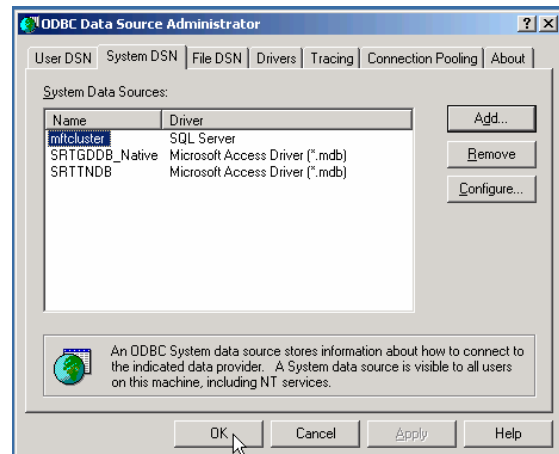 ODBC Data Source Administrator
User DSN System DSN File DSN Drivers Tracing Connection Pooling About
System Data Sources:
Name Driver
mftcluster SQL Server
SRTGDDB_Native Microsoft Access Driver (*.mdb)
SRTTNDB Microsoft Access Driver (*.mdb)
Add...
Remove
Configure...
An ODBC System data source stores information about how to connect to
the indicated data provider. A System data source is visible to all users
on this machine, including NT services.
OK Cancel Apply Help